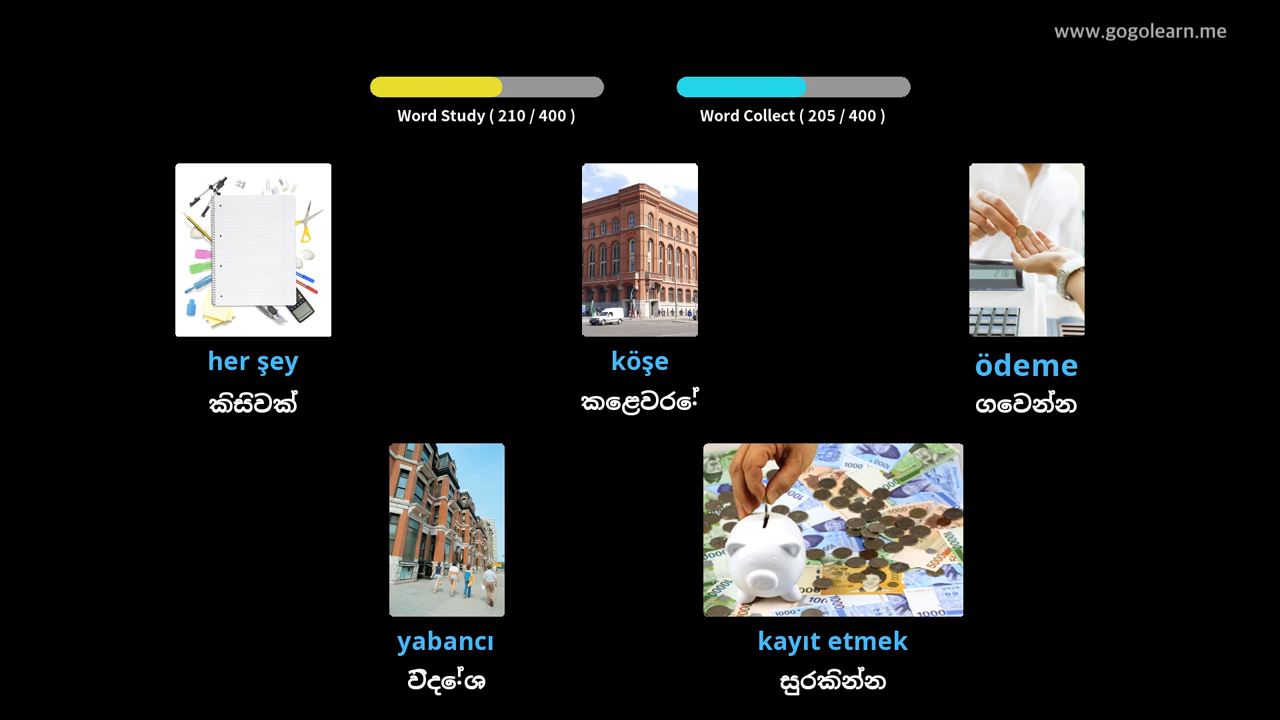 www.gogolearn.me
Word Study ( 210 / 400 )
Word Collect ( 205 / 400 )
her şey
köşe
ödeme
කිසිවක්
කළෙවරේ
ගවෙන්න
yabancı
kayıt etmek
විදේශ
සුරකින්න